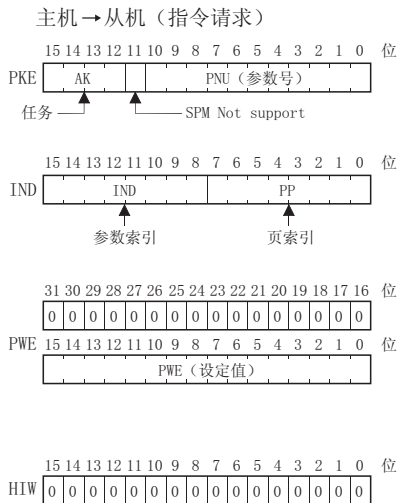 主机→从机（指令请求）
15 14 13 12 11 10 9 8 7 6 5 4 3 2 1 0 位
PKE AK PNU（参数号）
任务 SPM Not support
15 14 13 12 11 10 9 8 7 6 5 4 3 2 1 0 位
IND IND PP
参数索引 页索引
31 30 29 28 27 26 25 24 23 22 21 20 19 18 17 16 位
0 0 0 0 0 0 0 0 0 0 0 0 0 0 0 0
PWE 15 14 13 12 11 10 9 8 7 6 5 4 3 2 1 0 位
PWE（设定值）
15 14 13 12 11 10 9 8 7 6 5 4 3 2 1 0 位
HIW 0 0 0 0 0 0 0 0 0 0 0 0 0 0 0 0